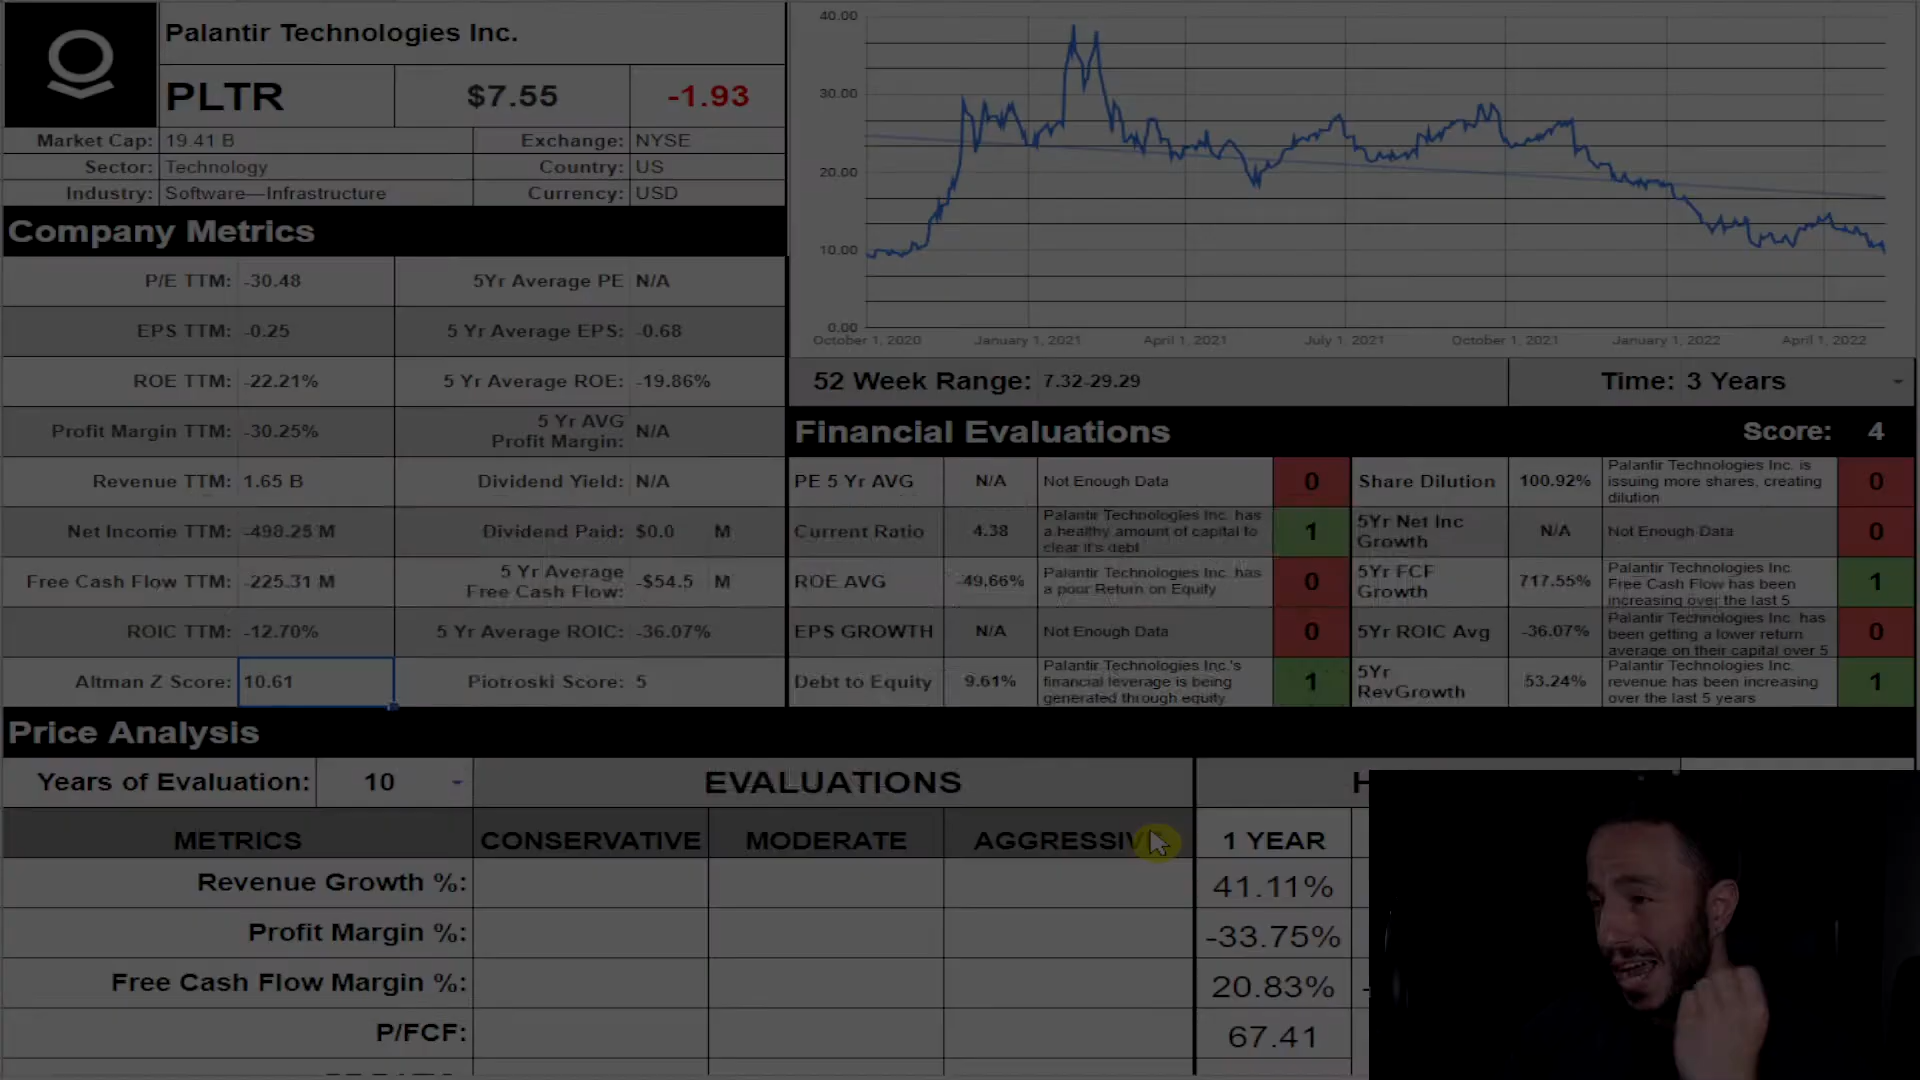 Palantir Technologies Inc.
PLTR $7.55 -1.93
Market Cap: 19.41 B Exchange: NYSE
Sector: Technology Country: US
Industry: Software—Infrastructure Currency: USD
Company Metrics
P/E TTM: -30.48 5Yr Average PE N/A
EPS TTM: -0.25 5 Yr Average EPS: -0.68
ROE TTM: -22.21% 5 Yr Average ROE: -19.86%
Profit Margin TTM: -30.25% 5 Yr AVG Profit Margin: N/A
Revenue TTM: 1.65 B Dividend Yield: N/A
Net Income TTM: -498.25 M Dividend Paid: $0.0 M
Free Cash Flow TTM: -225.31 M 5 Yr Average Free Cash Flow: -$54.5 M
ROIC TTM: -12.70% 5 Yr Average ROIC: -36.07%
Altman Z Score: 10.61 Piotroski Score: 5
40.00
30.00
20.00
10.00
0.00
October 1, 2020 January 1, 2021 April 1, 2021 July 1, 2021 October 1, 2021 January 1, 2022 April 1, 2022
52 Week Range: 7.32-29.29 Time: 3 Years
Financial Evaluations Score: 4
PE 5 Yr AVG N/A Not Enough Data 0
Current Ratio 4.38 Palantir Technologies Inc. has
a healthy amount of capital to
clear it's debt 1
ROE AVG -49.66% Palantir Technologies Inc. has
a poor Return on Equity 0
EPS GROWTH N/A Not Enough Data 0
Debt to Equity 9.61% Palantir Technologies Inc.'s
financial leverage is being
generated through equity 1
Share Dilution 100.92% Palantir Technologies Inc. is
issuing more shares, creating
dilution 0
5Yr Net Inc Growth N/A Not Enough Data 0
5Yr FCF Growth 717.55% Palantir Technologies Inc.
Free Cash Flow has been
increasing over the last 5 1
5Yr ROIC Avg -36.07% Palantir Technologies Inc. has
been getting a lower return
average on their capital over 5 0
5Yr RevGrowth 53.24% Palantir Technologies Inc.
revenue has been increasing
over the last 5 years 1
Price Analysis
Years of Evaluation: 10 EVALUATIONS
METRICS CONSERVATIVE MODERATE AGGRESSIV 1 YEAR
Revenue Growth %: 41.11%
Profit Margin %: -33.75%
Free Cash Flow Margin %: 20.83%
P/FCF: 67.41